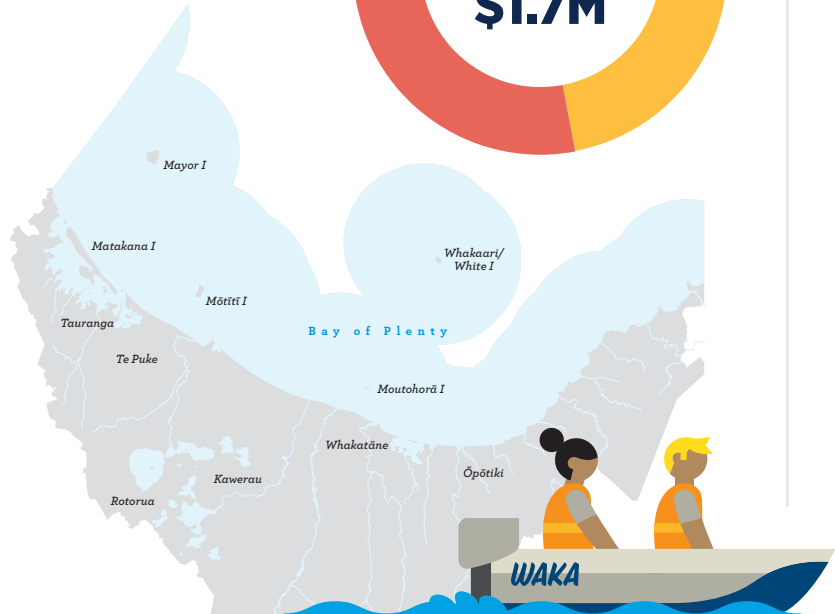 $1.7M
Mayor I
Matakana I
Whakaari/
White I
Mōtītī I
Tauranga
Bay of Plenty
Te Puke
Moutohorā I
Whakatāne
Ōpōtiki
Kawerau
Rotorua
WAKA